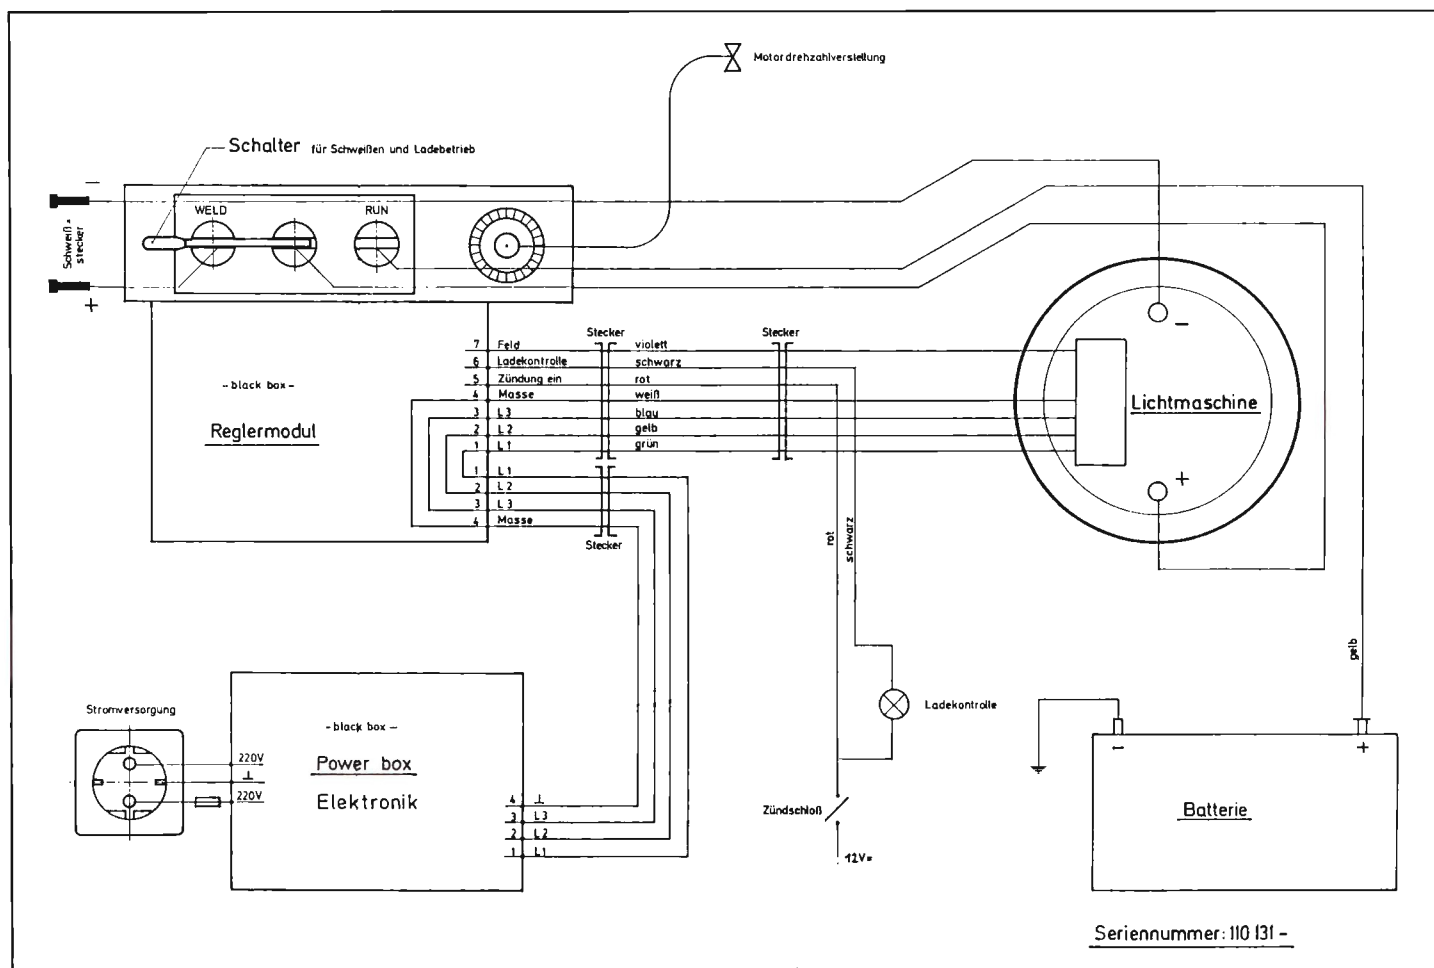 Motordrehzahlverstellung
Schalter für Schweißen und Ladebetrieb
−
WELD
RUN
Schweiß=
stecker
+
Stecker
Stecker
7 Feld violett
6 Ladekontrolle schwarz
5 Zündung ein rot
4 Masse weiß
3 L3 blau
2 L2 gelb
1 L1 grün
1 L1
2 L2
3 L3
4 Masse
Stecker
- black box -
Reglermodul
−
Lichtmaschine
+
rot
schwarz
gelb
Ladekontrolle
Stromversorgung
220V
220V
- black box -
Power box
Elektronik
4
3 L3
2 L2
1 L1
Zündschloß
12V=
−
+
Batterie
Seriennummer: 110 131 -